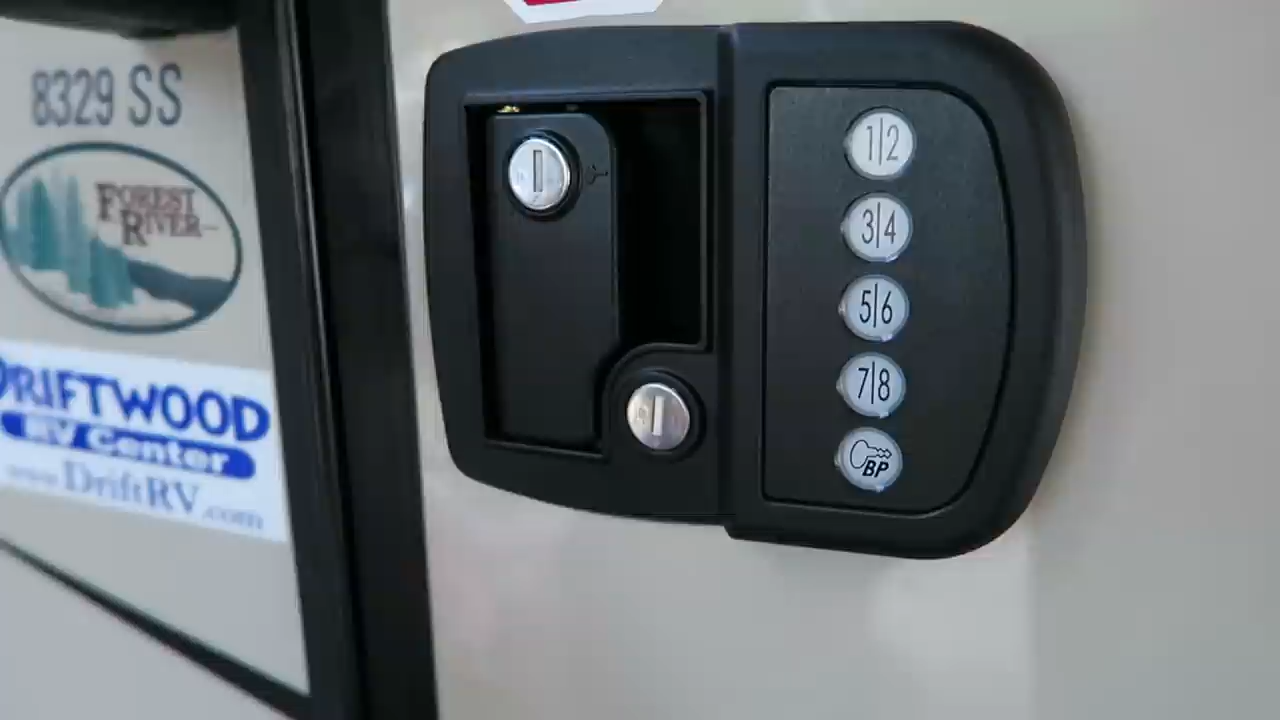 8329 SS
FOREST
RIVER
DRIFTWOOD
RV Center
www.DriftRV.com
1|2
3|4
5|6
7|8
BP